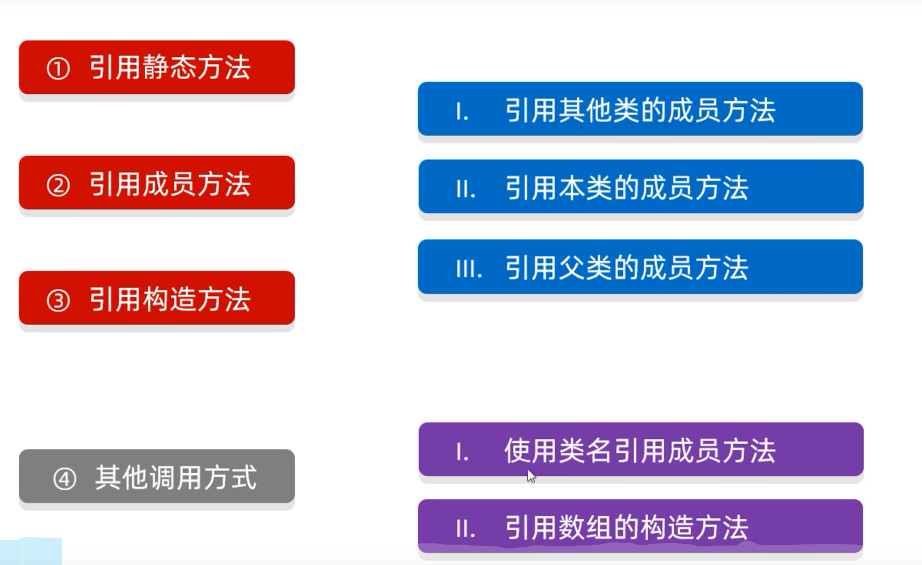 ① 引用静态方法
② 引用成员方法
I. 引用其他类的成员方法
II. 引用本类的成员方法
III. 引用父类的成员方法
③ 引用构造方法
④ 其他调用方式
I. 使用类名引用成员方法
II. 引用数组的构造方法